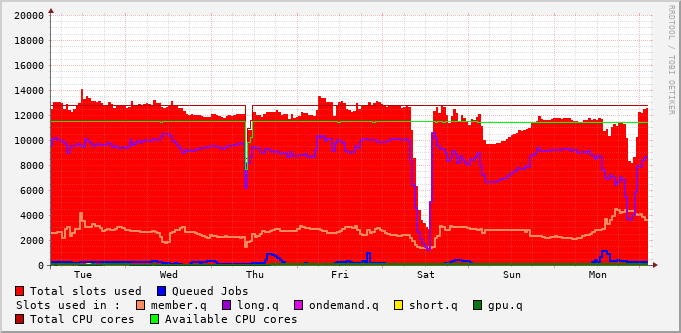 RRDTOOL / TOBI OETIKER
20000
18000
16000
14000
12000
10000
8000
6000
4000
2000
0
Tue Wed Thu Fri Sat Sun Mon
Total slots used Queued Jobs
Slots used in : member.q long.q ondemand.q short.q gpu.q
Total CPU cores Available CPU cores